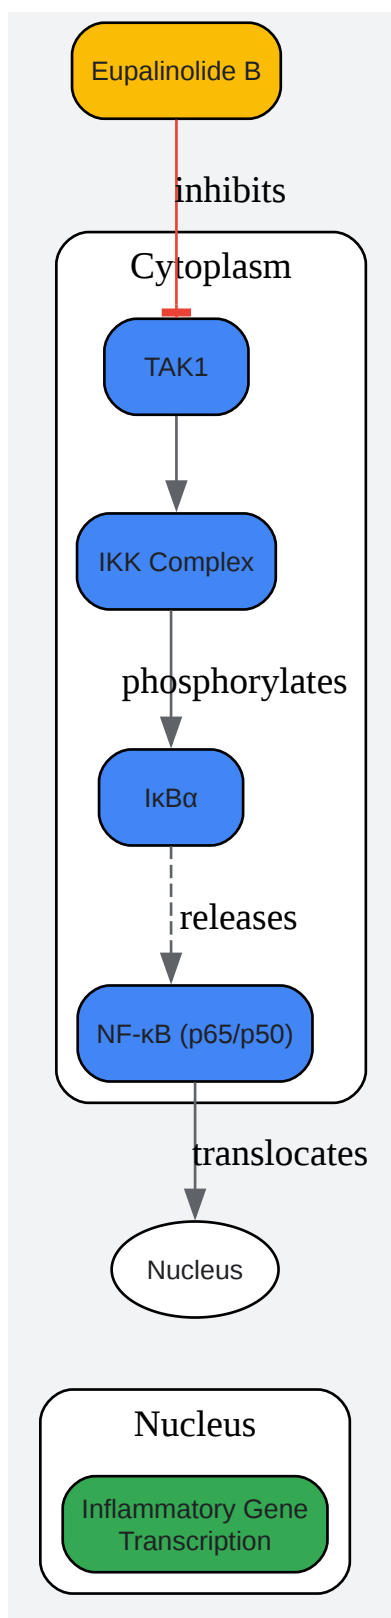 Eupalinolide B
inhibits
Cytoplasm
TAK1
IKK Complex
phosphorylates
IκBα
releases
NF-κB (p65/p50)
translocates
Nucleus
Nucleus
Inflammatory Gene
Transcription